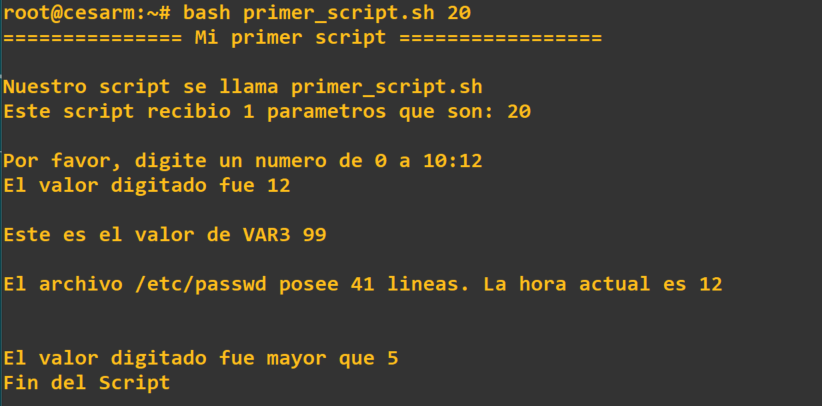 root@cesarm:~# bash primer_script.sh 20
=============== Mi primer script =================
Nuestro script se llama primer_script.sh
Este script recibio 1 parametros que son: 20
Por favor, digite un numero de 0 a 10:12
El valor digitado fue 12
Este es el valor de VAR3 99
El archivo /etc/passwd posee 41 lineas. La hora actual es 12
El valor digitado fue mayor que 5
Fin del Script